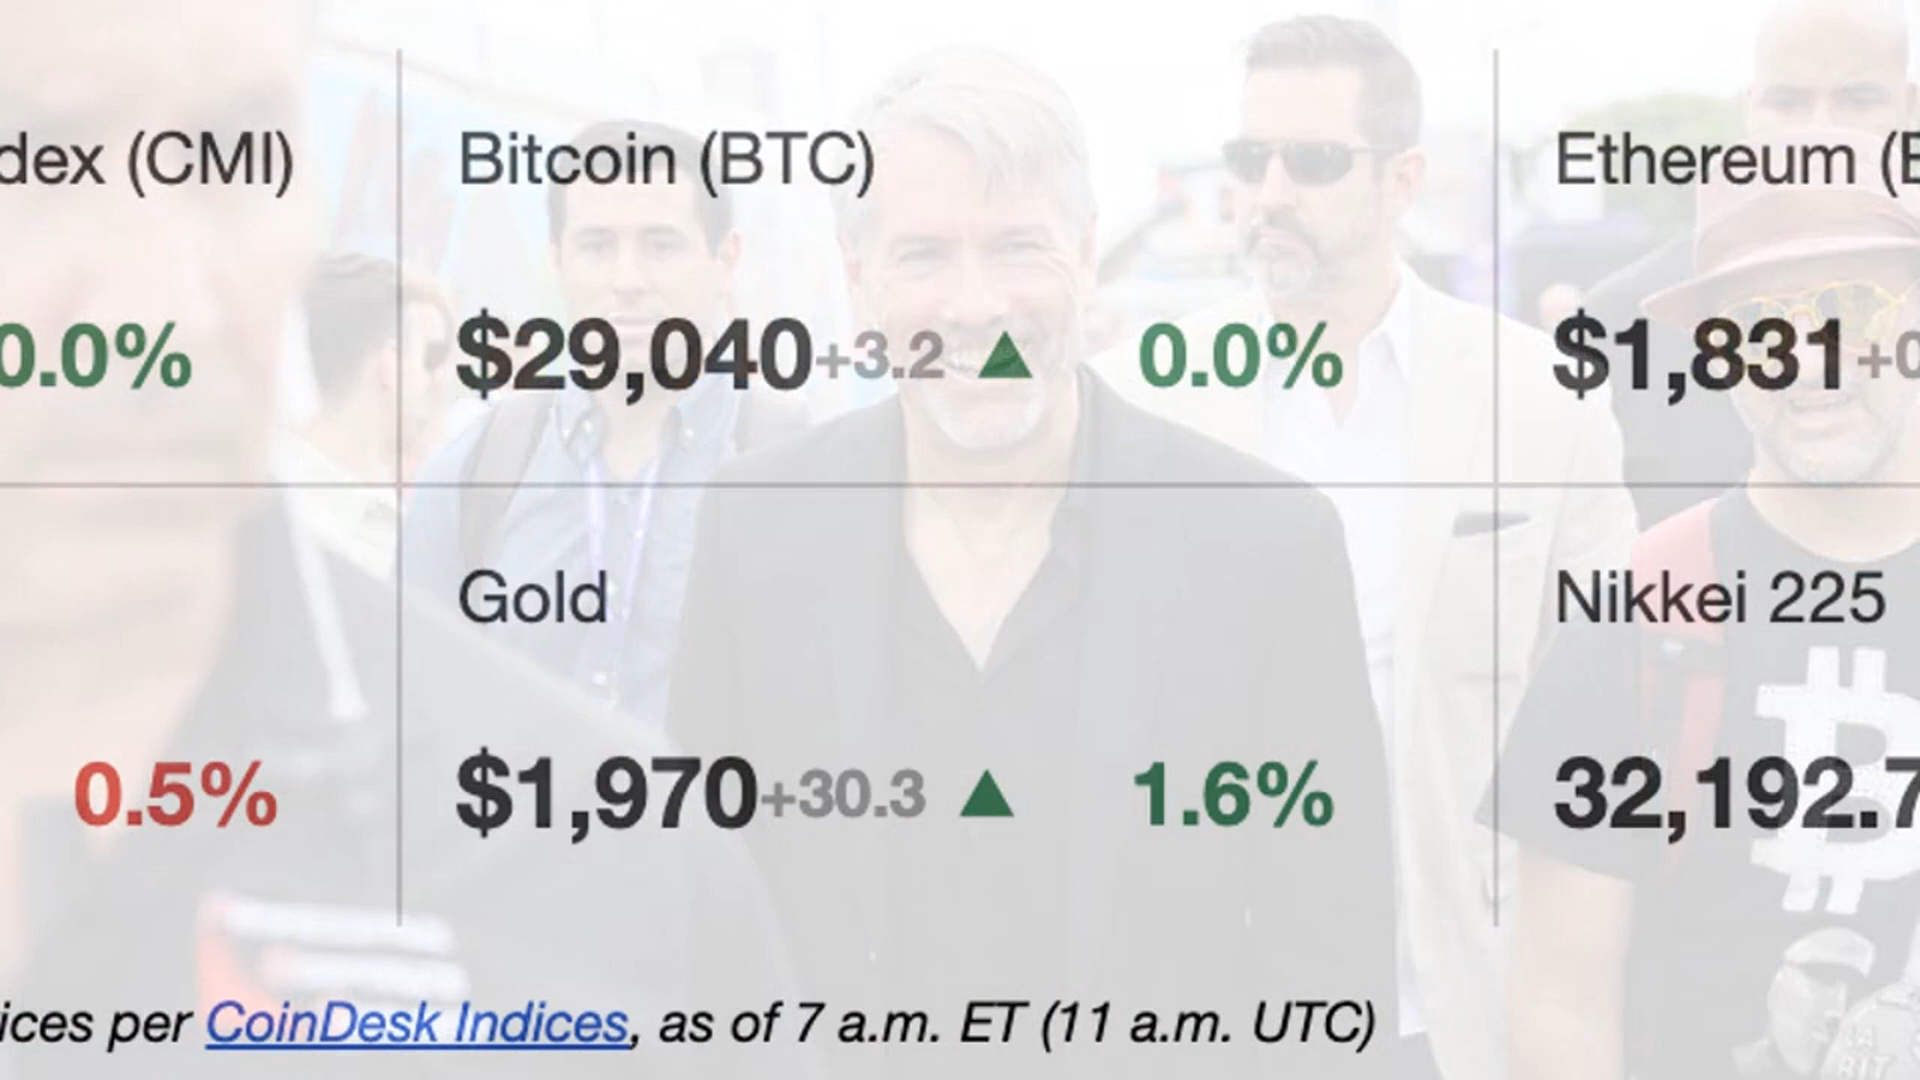 dex (CMI)
Bitcoin (BTC)
Ethereum (E
0.0%
$29,040 +3.2 ▲ 0.0%
$1,831 +0
Gold
Nikkei 225
0.5%
$1,970 +30.3 ▲ 1.6%
32,192.7
ices per CoinDesk Indices, as of 7 a.m. ET (11 a.m. UTC)